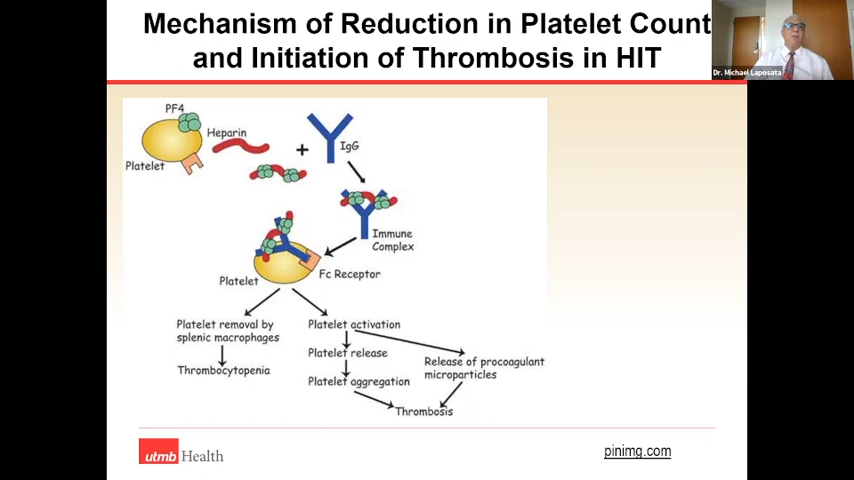 Mechanism of Reduction in Platelet Count
and Initiation of Thrombosis in HIT
Dr. Michael Laposata
PF4
Heparin
Platelet
+
IgG
Immune
Complex
Fc Receptor
Platelet
Platelet removal by
splenic macrophages
Thrombocytopenia
Platelet activation
Platelet release
Platelet aggregation
Release of procoagulant
microparticles
Thrombosis
utmb Health
pinimg.com